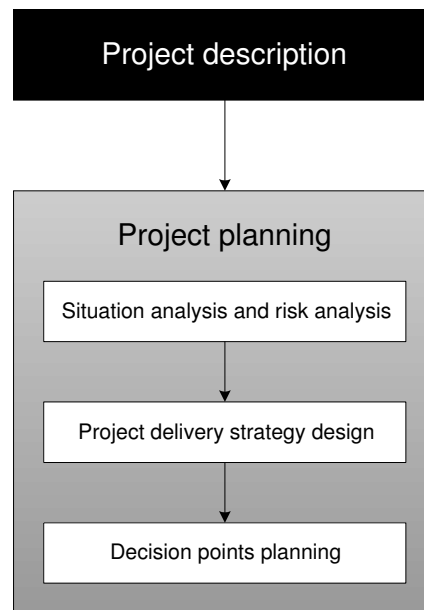 Project description
Project planning
Situation analysis and risk analysis
Project delivery strategy design
Decision points planning